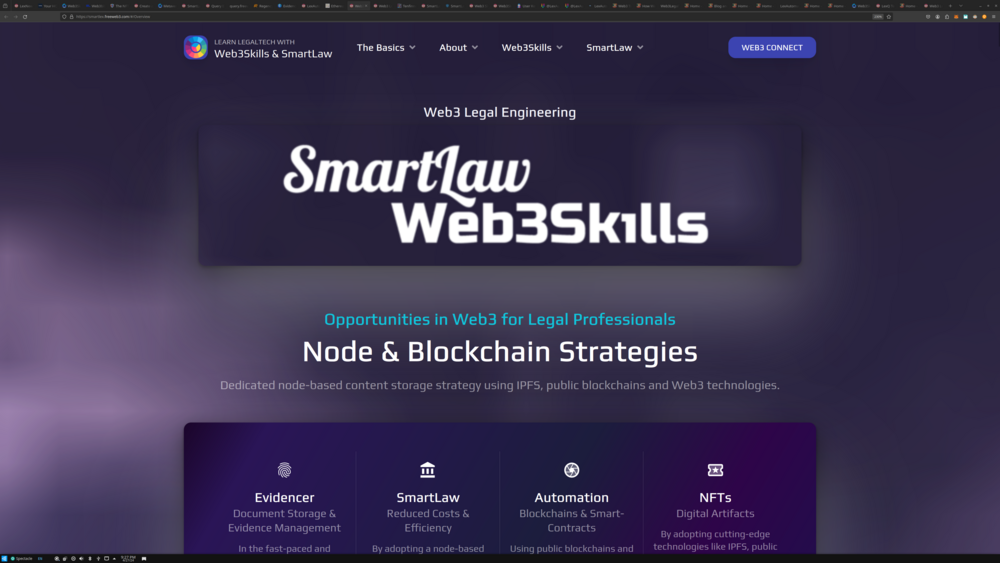 LEARN LEGALTECH WITH
Web3Skills & SmartLaw
The Basics
About
Web3Skills
SmartLaw
WEB3 CONNECT
Web3 Legal Engineering
SmartLaw
Web3Skılls
Opportunities in Web3 for Legal Professionals
Node & Blockchain Strategies
Dedicated node-based content storage strategy using IPFS, public blockchains and Web3 technologies.
Evidencer
Document Storage &
Evidence Management
In the fast-paced and
SmartLaw
Reduced Costs &
Efficiency
By adopting a node-based
Automation
Blockchains & Smart-
Contracts
Using public blockchains and
NFTs
Digital Artifacts
By adopting cutting-edge
technologies like IPFS, public
Spectacle